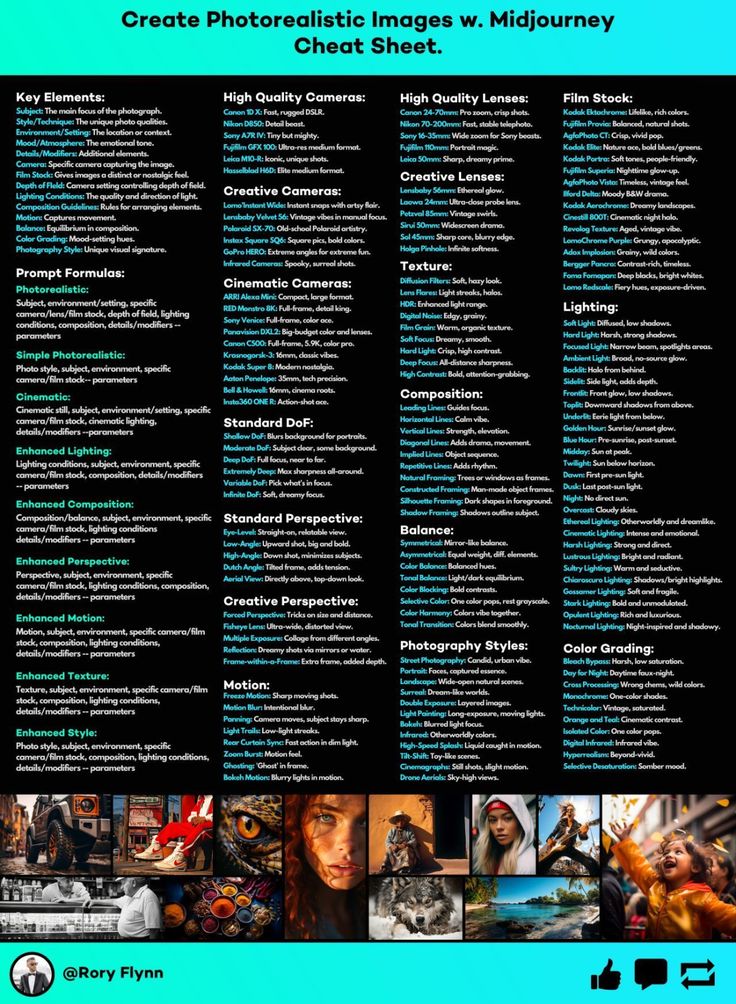 Create Photorealistic Images w. Midjourney
Cheat Sheet.
Key Elements:
Subject: The main focus of the photograph.
Style/Technique: The unique photo qualities.
Environment/Setting: The location or context.
Mood/Atmosphere: The emotional tone.
Details/Modifiers: Additional elements.
Camera: Specific camera capturing the image.
Film Stock: Gives images a distinct or nostalgic feel.
Depth of Field: Camera setting controlling depth of field.
Lighting Conditions: The quality and direction of light.
Composition Guidelines: Rules for arranging elements.
Motion: Captures movement.
Balance: Equilibrium in composition.
Color Grading: Mood-setting hues.
Photography Style: Unique visual signature.
Prompt Formulas:
Photorealistic:
Subject, environment/setting, specific
camera/lens/film stock, depth of field, lighting
conditions, composition, details/modifiers --
parameters
Simple Photorealistic:
Photo style, subject, environment, specific
camera/film stock-- parameters
Cinematic:
Cinematic still, subject, environment/setting, specific
camera/film stock, cinematic lighting,
details/modifiers --parameters
Enhanced Lighting:
Lighting conditions, subject, environment, specific
camera/film stock, composition, details/modifiers
-- parameters
Enhanced Composition:
Composition/balance, subject, environment, specific
camera/film stock, lighting conditions
details/modifiers -- parameters
Enhanced Perspective:
Perspective, subject, environment, specific
camera/film stock, lighting conditions, composition,
details/modifiers -- parameters
Enhanced Motion:
Motion, subject, environment, specific camera/film
stock, composition, lighting conditions,
details/modifiers -- parameters
Enhanced Texture:
Texture, subject, environment, specific camera/film
stock, composition, lighting conditions,
details/modifiers -- parameters
Enhanced Style:
Photo style, subject, environment, specific
camera/film stock, composition, lighting conditions,
details/modifiers -- parameters
High Quality Cameras:
Canon 1D X: Fast, rugged DSLR.
Nikon D850: Detail beast.
Sony A7R IV: Tiny but mighty.
Fujifilm GFX 100: Ultra-res medium format.
Leica M10-R: Iconic, unique shots.
Hasselblad H6D: Elite medium format.
Creative Cameras:
Lomo'Instant Wide: Instant snaps with artsy flair.
Lensbaby Velvet 56: Vintage vibes in manual focus.
Polaroid SX-70: Old-school Polaroid artistry.
Instax Square SQ6: Square pics, bold colors.
GoPro HERO: Extreme angles for extreme fun.
Infrared Cameras: Spooky, surreal shots.
Cinematic Cameras:
ARRI Alexa Mini: Compact, large format.
RED Monstro 8K: Full-frame, detail king.
Sony Venice: Full-frame, color ace.
Panavision DXL2: Big-budget color and lenses.
Canon C500: Full-frame, 5.9K, color pro.
Krasnogorsk-3: 16mm, classic vibes.
Kodak Super 8: Modern nostalgia.
Aaton Penelope: 35mm, tech precision.
Bell & Howell: 16mm, cinema roots.
Insta360 ONE R: Action-shot ace.
Standard DoF:
Shallow DoF: Blurs background for portraits.
Moderate DoF: Subject clear, some background.
Deep DoF: Full focus, near to far.
Extremely Deep: Max sharpness all-around.
Variable DoF: Pick what's in focus.
Infinite DoF: Soft, dreamy focus.
Standard Perspective:
Eye-Level: Straight-on, relatable view.
Low-Angle: Upward shot, big and bold.
High-Angle: Down shot, minimizes subjects.
Dutch Angle: Tilted frame, adds tension.
Aerial View: Directly above, top-down look.
Creative Perspective:
Forced Perspective: Tricks on size and distance.
Fisheye Lens: Ultra-wide, distorted view.
Multiple Exposure: Collage from different angles.
Reflection: Dreamy shots via mirrors or water.
Frame-within-a-Frame: Extra frame, added depth.
Motion:
Freeze Motion: Sharp moving shots.
Motion Blur: Intentional blur.
Panning: Camera moves, subject stays sharp.
Light Trails: Low-light streaks.
Rear Curtain Sync: Fast action in dim light.
Zoom Burst: Motion feel.
Ghosting: 'Ghost' in frame.
Bokeh Motion: Blurry lights in motion.
High Quality Lenses:
Canon 24-70mm: Pro zoom, crisp shots.
Nikon 70-200mm: Fast, stable telephoto.
Sony 16-35mm: Wide zoom for Sony beasts.
Fujifilm 110mm: Portrait magic.
Leica 50mm: Sharp, dreamy prime.
Creative Lenses:
Lensbaby 56mm: Ethereal glow.
Laowa 24mm: Ultra-close probe lens.
Petzval 85mm: Vintage swirls.
Sirui 50mm: Widescreen drama.
Sol 45mm: Sharp core, blurry edge.
Holga Pinhole: Infinite softness.
Texture:
Diffusion Filters: Soft, hazy look.
Lens Flares: Light streaks, halos.
HDR: Enhanced light range.
Digital Noise: Edgy, grainy.
Film Grain: Warm, organic texture.
Soft Focus: Dreamy, smooth.
Hard Light: Crisp, high contrast.
Deep Focus: All-distance sharpness.
High Contrast: Bold, attention-grabbing.
Composition:
Leading Lines: Guides focus.
Horizontal Lines: Calm vibe.
Vertical Lines: Strength, elevation.
Diagonal Lines: Adds drama, movement.
Implied Lines: Object sequence.
Repetitive Lines: Adds rhythm.
Natural Framing: Trees or windows as frames.
Constructed Framing: Man-made object frames.
Silhouette Framing: Dark shapes in foreground.
Shadow Framing: Shadows outline subject.
Balance:
Symmetrical: Mirror-like balance.
Asymmetrical: Equal weight, diff. elements.
Color Balance: Balanced hues.
Tonal Balance: Light/dark equilibrium.
Color Blocking: Bold contrasts.
Selective Color: One color pops, rest grayscale.
Color Harmony: Colors vibe together.
Tonal Transition: Colors blend smoothly.
Photography Styles:
Street Photography: Candid, urban vibe.
Portrait: Faces, captured essence.
Landscape: Wide-open natural scenes.
Surreal: Dream-like worlds.
Double Exposure: Layered images.
Light Painting: Long-exposure, moving lights.
Bokeh: Blurred light focus.
Infrared: Otherworldly colors.
High-Speed Splash: Liquid caught in motion.
Tilt-Shift: Toy-like scenes.
Cinemagraphs: Still shots, slight motion.
Drone Aerials: Sky-high views.
Film Stock:
Kodak Ektachrome: Lifelike, rich colors.
Fujifilm Provia: Balanced, natural shots.
AgfaPhoto CT: Crisp, vivid pop.
Kodak Elite: Nature ace, bold blues/greens.
Kodak Portra: Soft tones, people-friendly.
Fujifilm Superia: Nighttime glow-up.
AgfaPhoto Vista: Timeless, vintage feel.
Ilford Delta: Moody B&W drama.
Kodak Aerochrome: Dreamy landscapes.
Cinestill 800T: Cinematic night halo.
Revolog Texture: Aged, vintage vibe.
LomoChrome Purple: Grungy, apocalyptic.
Adox Implosion: Grainy, wild colors.
Bergger Pancro: Contrast-rich, timeless.
Foma Fomapan: Deep blacks, bright whites.
Lomo Redscale: Fiery hues, exposure-driven.
Lighting:
Soft Light: Diffused, low shadows.
Hard Light: Harsh, strong shadows.
Focused Light: Narrow beam, spotlights areas.
Ambient Light: Broad, no-source glow.
Backlit: Halo from behind.
Sidelit: Side light, adds depth.
Frontlit: Front glow, low shadows.
Toplit: Downward shadows from above.
Underlit: Eerie light from below.
Golden Hour: Sunrise/sunset glow.
Blue Hour: Pre-sunrise, post-sunset.
Midday: Sun at peak.
Twilight: Sun below horizon.
Dawn: First pre-sun light.
Dusk: Last post-sun light.
Night: No direct sun.
Overcast: Cloudy skies.
Ethereal Lighting: Otherworldly and dreamlike.
Cinematic Lighting: Intense and emotional.
Harsh Lighting: Strong and direct.
Lustrous Lighting: Bright and radiant.
Sultry Lighting: Warm and seductive.
Chiaroscuro Lighting: Shadows/bright highlights.
Gossamer Lighting: Soft and fragile.
Stark Lighting: Bold and unmodulated.
Opulent Lighting: Rich and luxurious.
Nocturnal Lighting: Night-inspired and shadowy.
Color Grading:
Bleach Bypass: Harsh, low saturation.
Day for Night: Daytime faux-night.
Cross Processing: Wrong chems, wild colors.
Monochrome: One-color shades.
Technicolor: Vintage, saturated.
Orange and Teal: Cinematic contrast.
Isolated Color: One color pops.
Digital Infrared: Infrared vibe.
Hyperrealism: Beyond-vivid.
Selective Desaturation: Somber mood.
@Rory Flynn